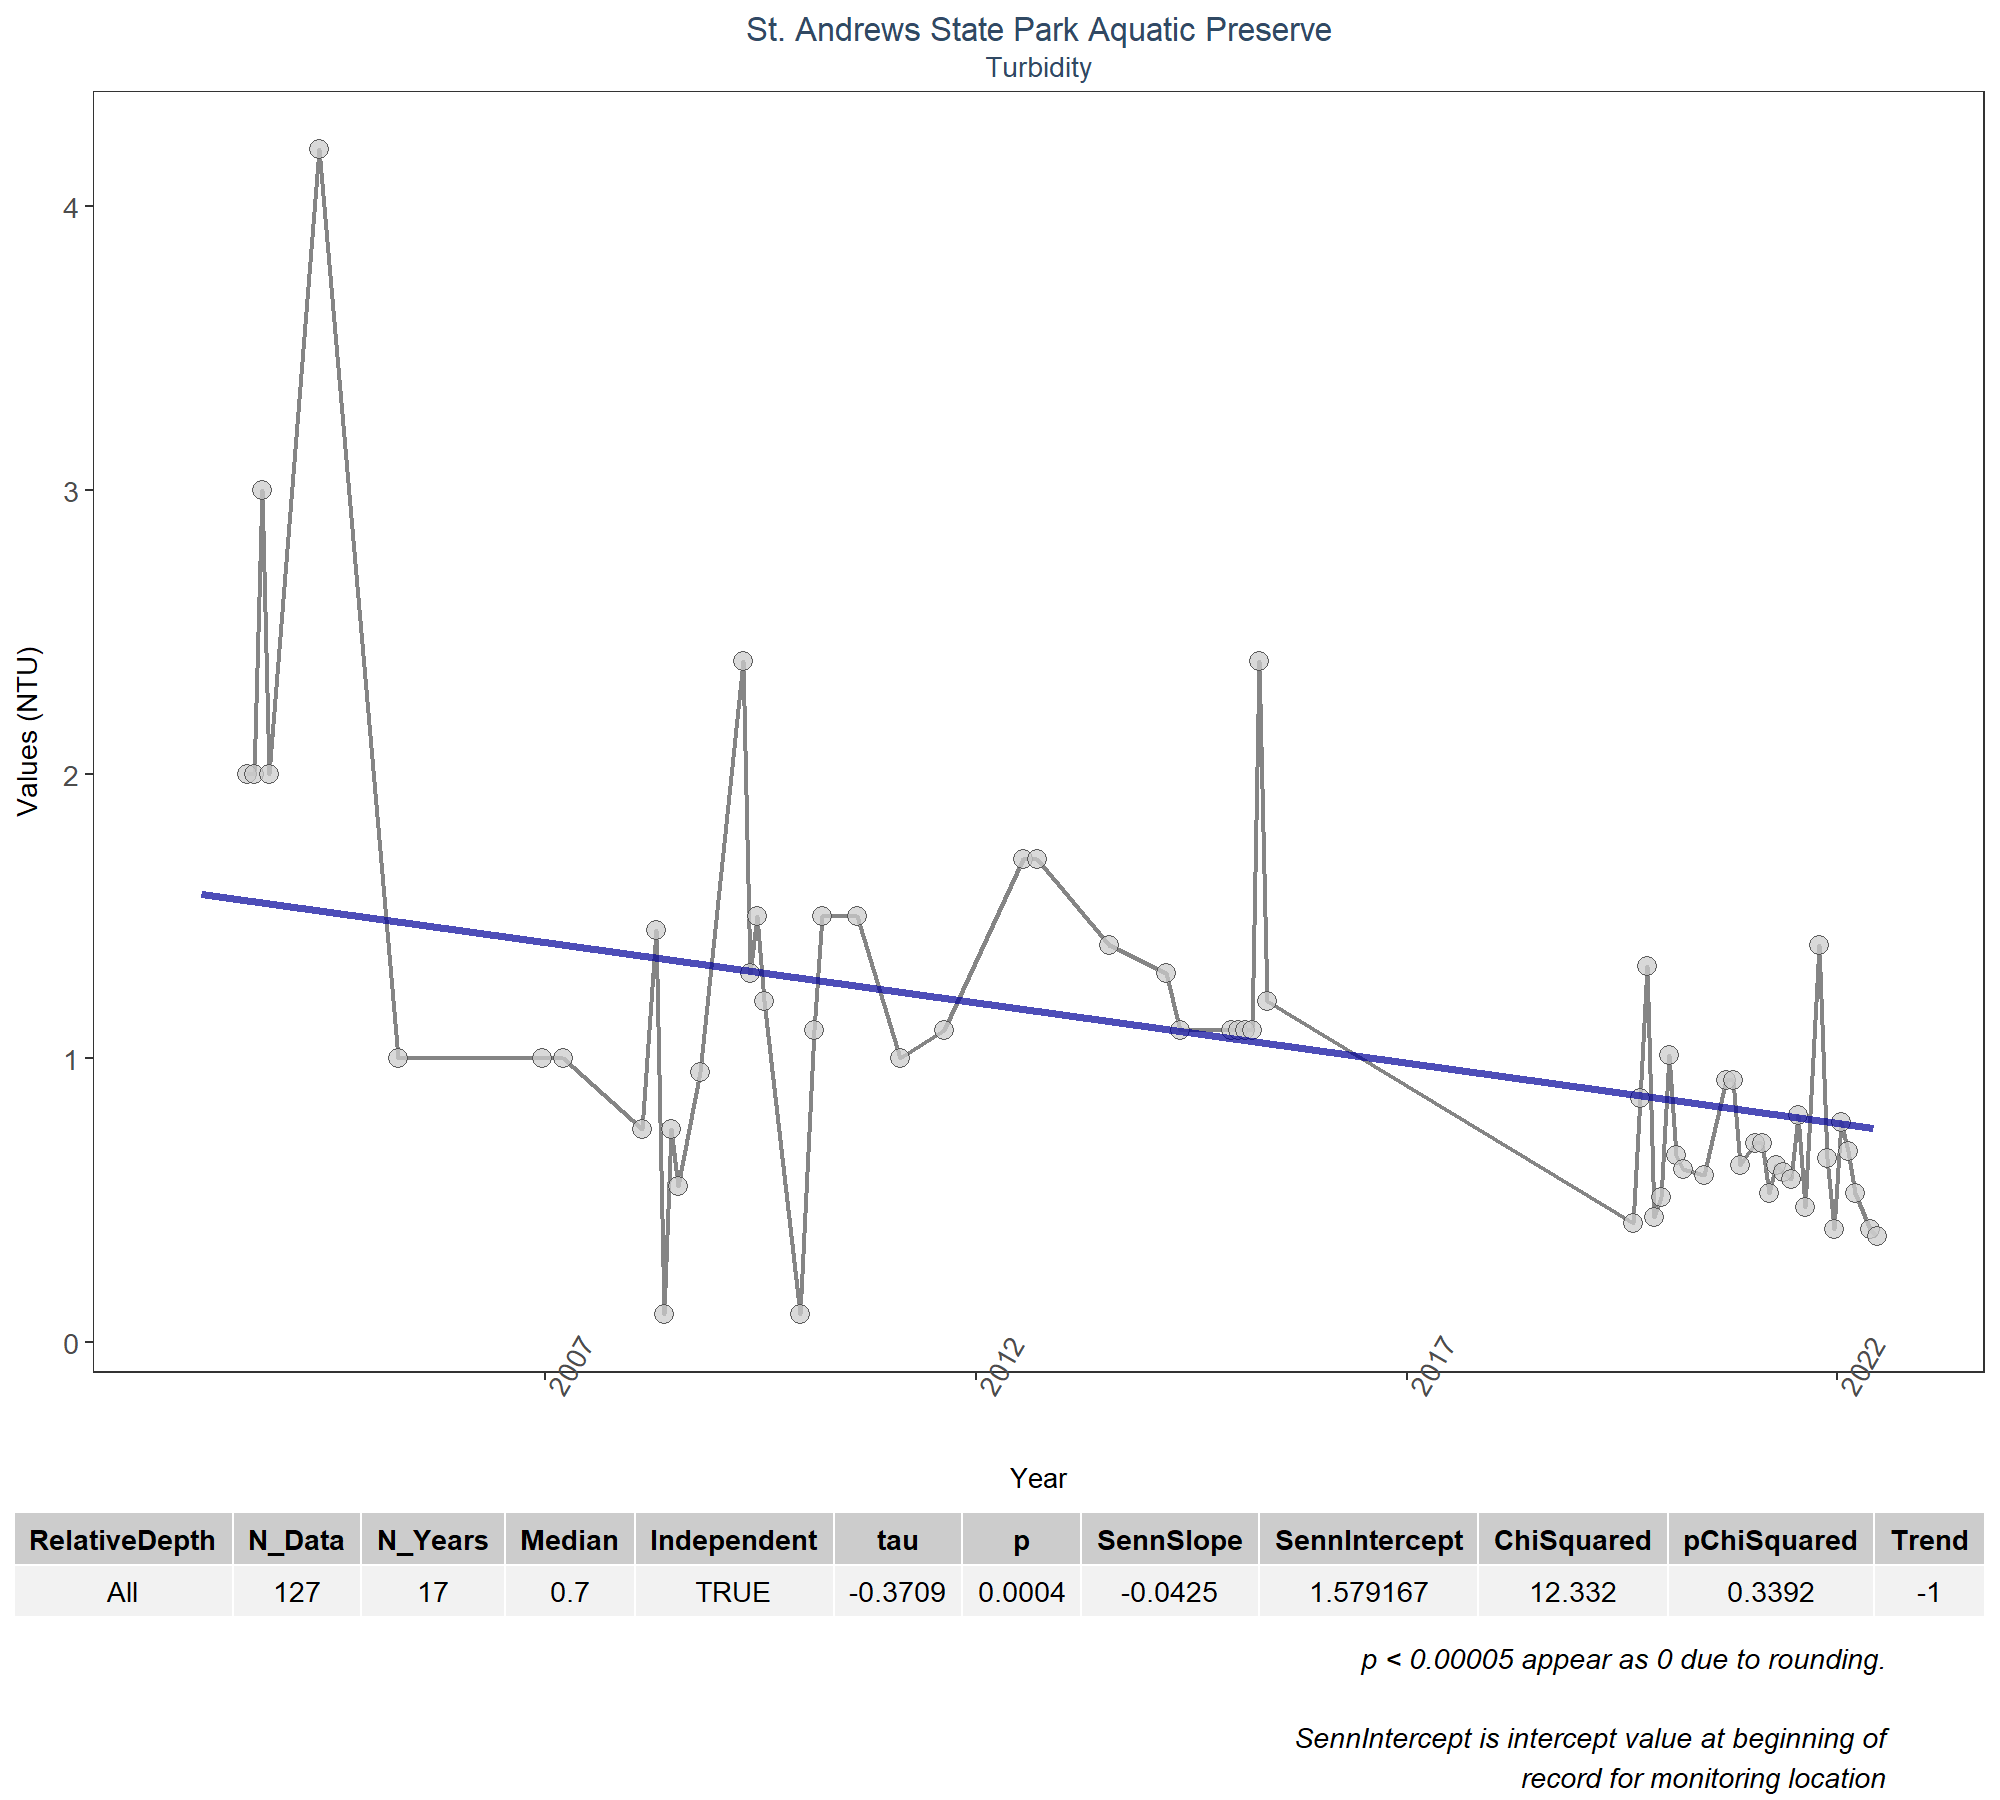 St. Andrews State Park Aquatic Preserve
Turbidity
Values (NTU)
4
3
2
1
0
2007
2012
2017
2022
Year
RelativeDepth N_Data N_Years Median Independent tau p SennSlope SennIntercept ChiSquared pChiSquared Trend
All 127 17 0.7 TRUE -0.3709 0.0004 -0.0425 1.579167 12.332 0.3392 -1
p < 0.00005 appear as 0 due to rounding.
SennIntercept is intercept value at beginning of
record for monitoring location